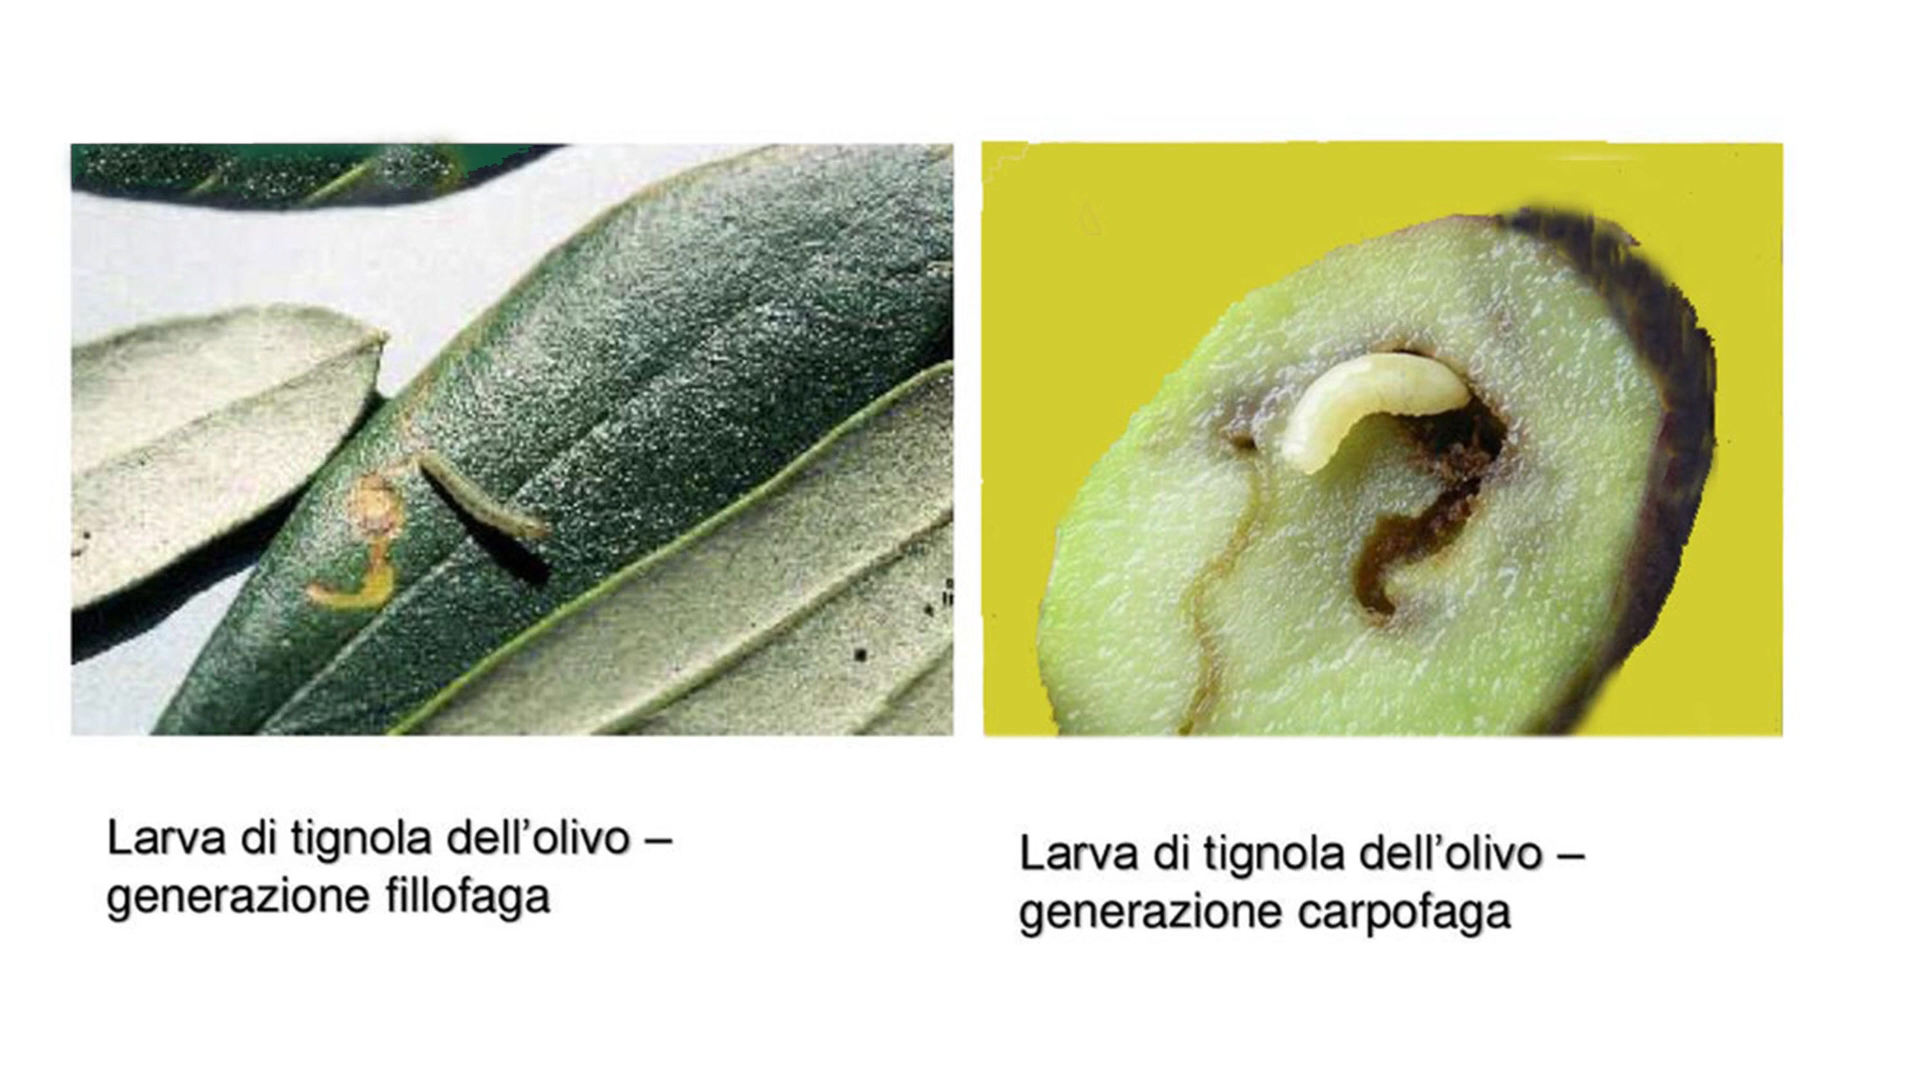 Larva di tignola dell’olivo –
generazione fillofaga
Larva di tignola dell’olivo –
generazione carpofaga